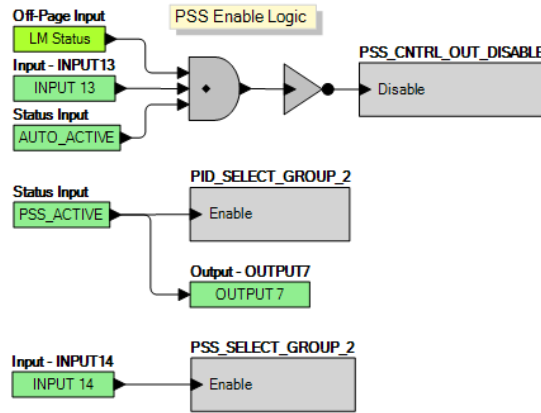 PSS Enable Logic
Off-Page Input
LM Status
Input - INPUT13
INPUT 13
Status Input
AUTO_ACTIVE
PSS_CNTRL_OUT_DISABLE
Disable
Status Input
PSS_ACTIVE
PID_SELECT_GROUP_2
Enable
Output - OUTPUT7
OUTPUT 7
Input - INPUT14
INPUT 14
PSS_SELECT_GROUP_2
Enable